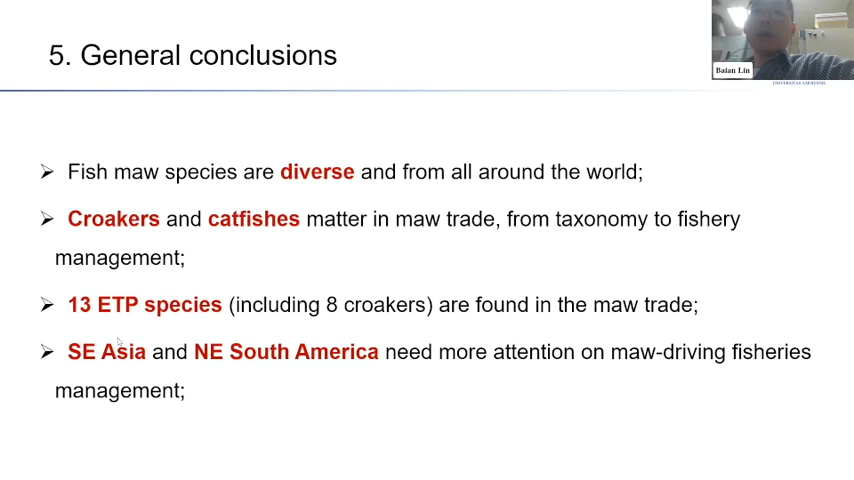 5. General conclusions
Baian Lin
UNIVERSITAS AMOIENSIS
➢ Fish maw species are diverse and from all around the world;
➢ Croakers and catfishes matter in maw trade, from taxonomy to fishery
management;
➢ 13 ETP species (including 8 croakers) are found in the maw trade;
➢ SE Asia and NE South America need more attention on maw-driving fisheries
management;